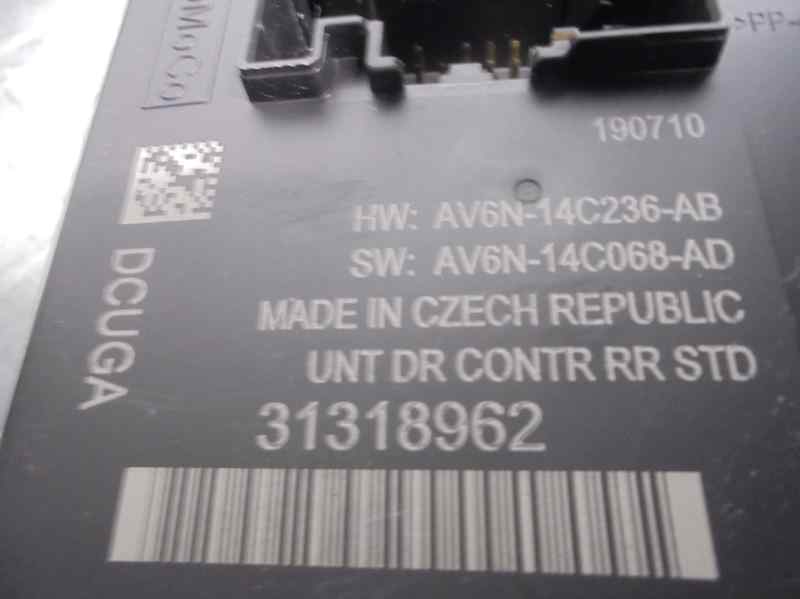 190710
HW: AV6N-14C236-AB
SW: AV6N-14C068-AD
MADE IN CZECH REPUBLIC
UNT DR CONTR RR STD
31318962
DCUGA